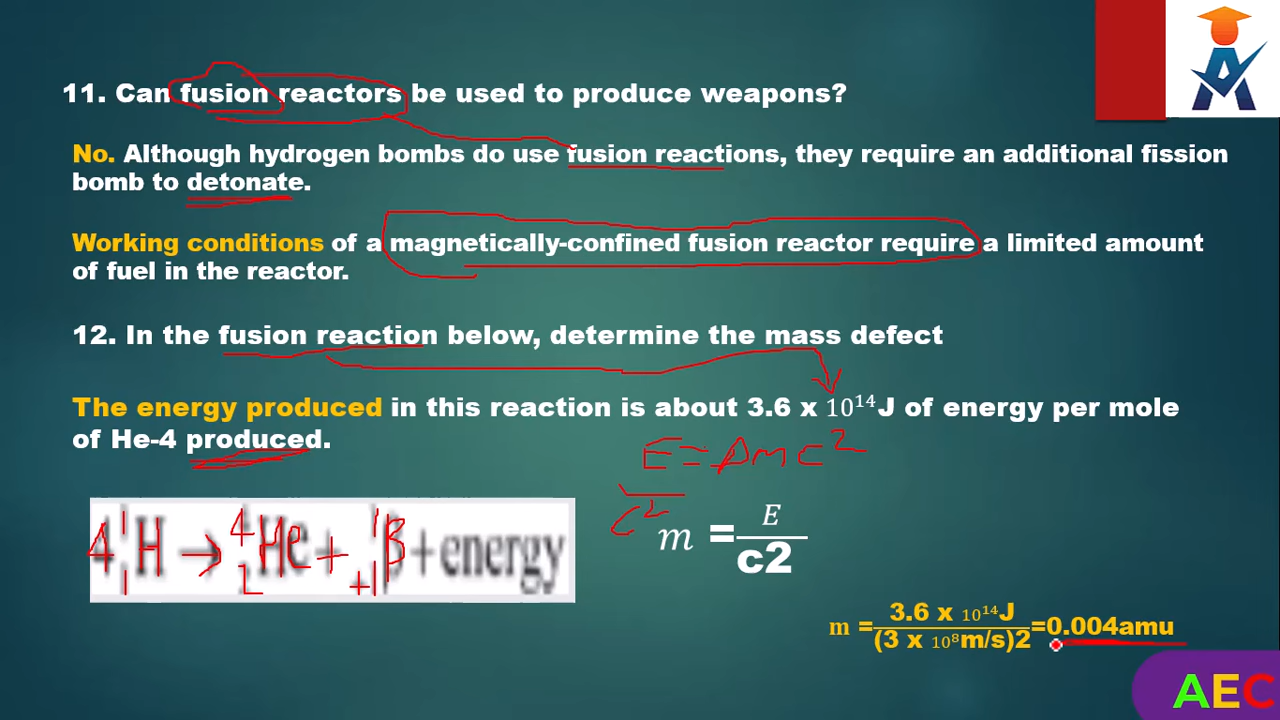 11. Can fusion reactors be used to produce weapons?
No. Although hydrogen bombs do use fusion reactions, they require an additional fission
bomb to detonate.
Working conditions of a magnetically-confined fusion reactor require a limited amount
of fuel in the reactor.
12. In the fusion reaction below, determine the mass defect
The energy produced in this reaction is about 3.6 x 10¹⁴J of energy per mole
of He-4 produced.
E=Δmc²
c²
4¹₁H → ⁴₂He + ¹₊₁β + energy
m = E/c2
m = 3.6 x 10¹⁴J/(3 x 10⁸m/s)2 =0.004amu
AEC